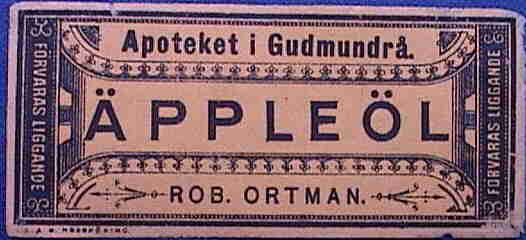 Apoteket i Gudmundrå.
FÖRVARAS LIGGANDE
ÄPPLEÖL
FÖRVARAS LIGGANDE
ROB. ORTMAN.